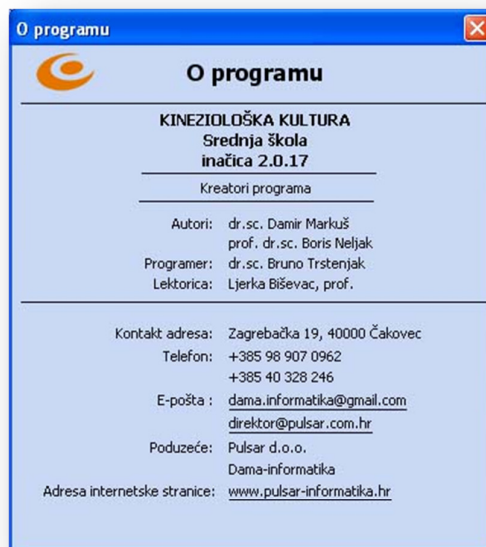 O programu
O programu
KINEZIOLOŠKA KULTURA
Srednja škola
inačica 2.0.17
Kreatori programa
Autori: dr.sc. Damir Markuš
prof. dr.sc. Boris Neljak
Programer: dr.sc. Bruno Trstenjak
Lektorica: Ljerka Biševac, prof.
Kontakt adresa: Zagrebačka 19, 40000 Čakovec
Telefon: +385 98 907 0962
+385 40 328 246
E-pošta : dama.informatika@gmail.com
direktor@pulsar.com.hr
Poduzeće: Pulsar d.o.o.
Dama-informatika
Adresa internetske stranice: www.pulsar-informatika.hr